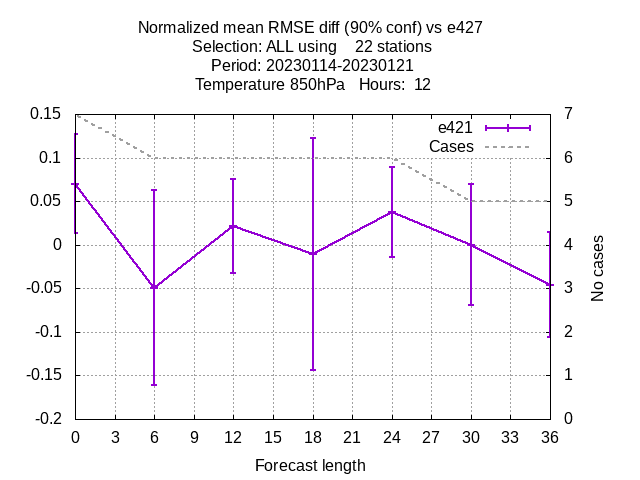 Normalized mean RMSE diff (90% conf) vs e427
Selection: ALL using    22 stations
Period: 20230114-20230121
Temperature 850hPa   Hours:  12
0.15
0.1
0.05
0
-0.05
-0.1
-0.15
-0.2
e421
Cases
7
6
5
4
3
2
1
0
No cases
0 3 6 9 12 15 18 21 24 27 30 33 36
Forecast length